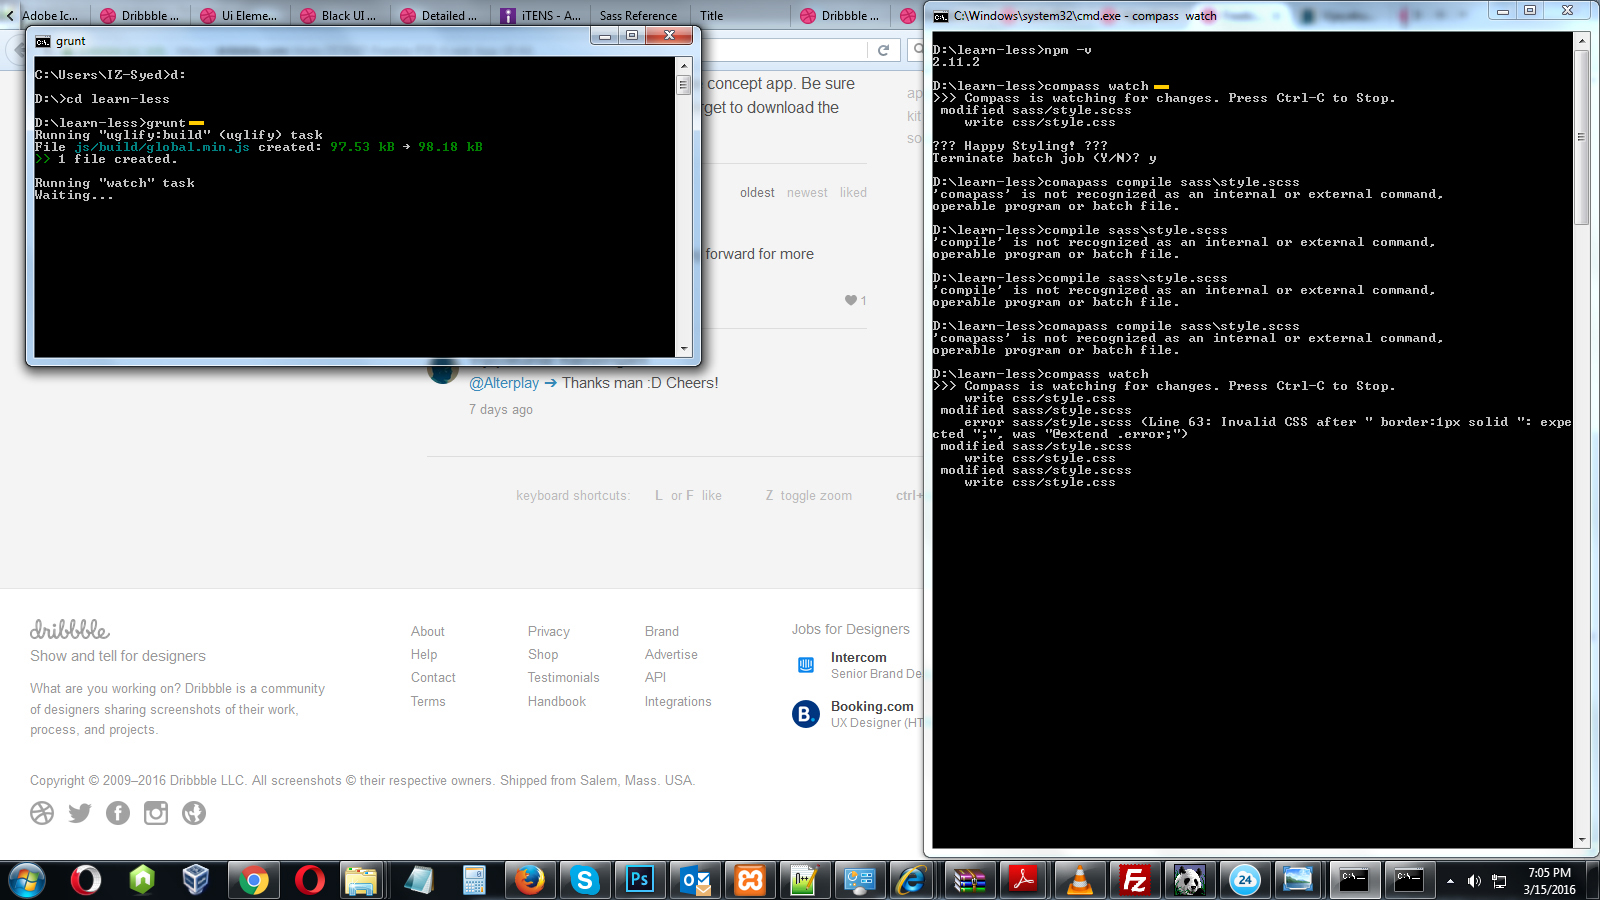 Adobe Ic...
Dribbble ...
Ui Eleme...
Black UI ...
Detailed ...
iTENS - A...
Sass Reference
Title
Dribbble ...
grunt
C:\Users\IZ-Syed>d:
D:\>cd learn-less
D:\learn-less>grunt
Running "uglify:build" (uglify) task
File js/build/global.min.js created: 97.53 kB → 98.18 kB
>> 1 file created.
Running "watch" task
Waiting...
concept app. Be sure
get to download the
ap
kit
so
oldest newest liked
forward for more
1
@Alterplay ➔ Thanks man :D Cheers!
7 days ago
keyboard shortcuts: L or F like Z toggle zoom ctrl+
dribbble
Show and tell for designers
What are you working on? Dribbble is a community
of designers sharing screenshots of their work,
process, and projects.
About
Help
Contact
Terms
Privacy
Shop
Testimonials
Handbook
Brand
Advertise
API
Integrations
Jobs for Designers
Intercom
Senior Brand De
B.
Booking.com
UX Designer (HT
Copyright © 2009–2016 Dribbble LLC. All screenshots © their respective owners. Shipped from Salem, Mass. USA.
C:\Windows\system32\cmd.exe - compass watch
D:\learn-less>npm -v
2.11.2
D:\learn-less>compass watch
>>> Compass is watching for changes. Press Ctrl-C to Stop.
modified sass/style.scss
write css/style.css
??? Happy Styling! ???
Terminate batch job (Y/N)? y
D:\learn-less>comapass compile sass\style.scss
'comapass' is not recognized as an internal or external command,
operable program or batch file.
D:\learn-less>compile sass\style.scss
'compile' is not recognized as an internal or external command,
operable program or batch file.
D:\learn-less>compile sass\style.scss
'compile' is not recognized as an internal or external command,
operable program or batch file.
D:\learn-less>comapass compile sass\style.scss
'comapass' is not recognized as an internal or external command,
operable program or batch file.
D:\learn-less>compass watch
>>> Compass is watching for changes. Press Ctrl-C to Stop.
write css/style.css
modified sass/style.scss
error sass/style.scss (Line 63: Invalid CSS after " border:1px solid ": expe
cted ";", was "@extend .error;")
modified sass/style.scss
write css/style.css
modified sass/style.scss
write css/style.css
Ps
24
7:05 PM
3/15/2016